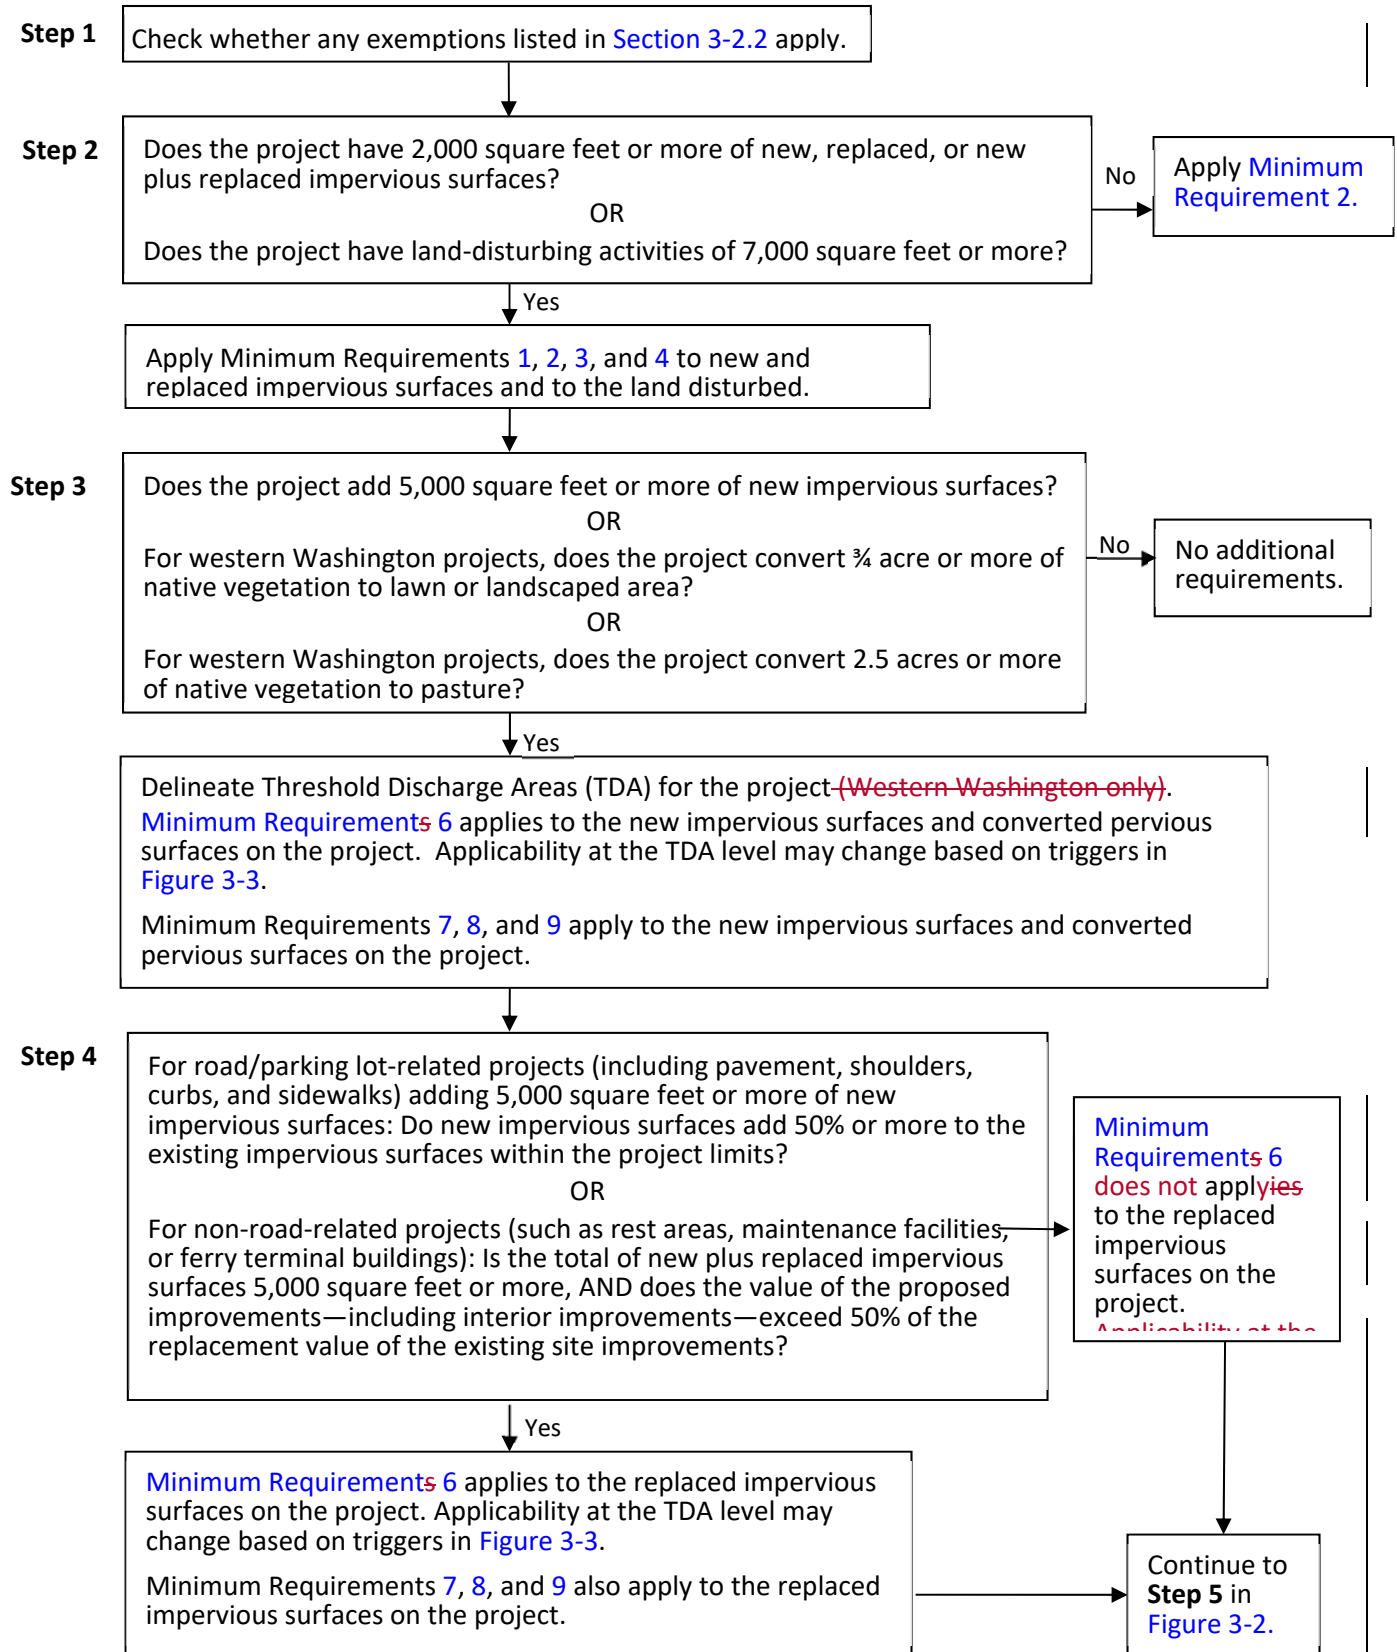 Step 1
Check whether any exemptions listed in Section 3-2.2 apply.
Step 2
Does the project have 2,000 square feet or more of new, replaced, or new
plus replaced impervious surfaces?
OR
Does the project have land-disturbing activities of 7,000 square feet or more?
No
Apply Minimum
Requirement 2.
Yes
Apply Minimum Requirements 1, 2, 3, and 4 to new and
replaced impervious surfaces and to the land disturbed.
Step 3
Does the project add 5,000 square feet or more of new impervious surfaces?
OR
For western Washington projects, does the project convert ¾ acre or more of
native vegetation to lawn or landscaped area?
OR
For western Washington projects, does the project convert 2.5 acres or more
of native vegetation to pasture?
No
No additional
requirements.
Yes
Delineate Threshold Discharge Areas (TDA) for the project (Western Washington only).
Minimum Requirements 6 applies to the new impervious surfaces and converted pervious
surfaces on the project.  Applicability at the TDA level may change based on triggers in
Figure 3-3.
Minimum Requirements 7, 8, and 9 apply to the new impervious surfaces and converted
pervious surfaces on the project.
Step 4
For road/parking lot-related projects (including pavement, shoulders,
curbs, and sidewalks) adding 5,000 square feet or more of new
impervious surfaces: Do new impervious surfaces add 50% or more to the
existing impervious surfaces within the project limits?
OR
For non-road-related projects (such as rest areas, maintenance facilities,
or ferry terminal buildings): Is the total of new plus replaced impervious
surfaces 5,000 square feet or more, AND does the value of the proposed
improvements—including interior improvements—exceed 50% of the
replacement value of the existing site improvements?
Minimum
Requirements 6
does not applyies
to the replaced
impervious
surfaces on the
project.
Applicability at the
Yes
Minimum Requirements 6 applies to the replaced impervious
surfaces on the project. Applicability at the TDA level may
change based on triggers in Figure 3-3.
Minimum Requirements 7, 8, and 9 also apply to the replaced
impervious surfaces on the project.
Continue to
Step 5 in
Figure 3-2.